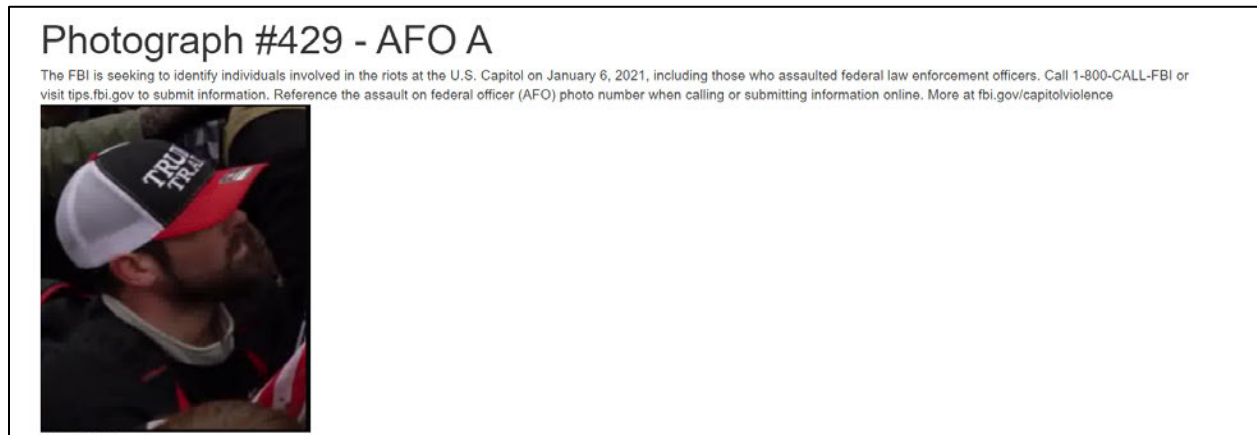 Photograph #429 - AFO A
The FBI is seeking to identify individuals involved in the riots at the U.S. Capitol on January 6, 2021, including those who assaulted federal law enforcement officers. Call 1-800-CALL-FBI or
visit tips.fbi.gov to submit information. Reference the assault on federal officer (AFO) photo number when calling or submitting information online. More at fbi.gov/capitolviolence